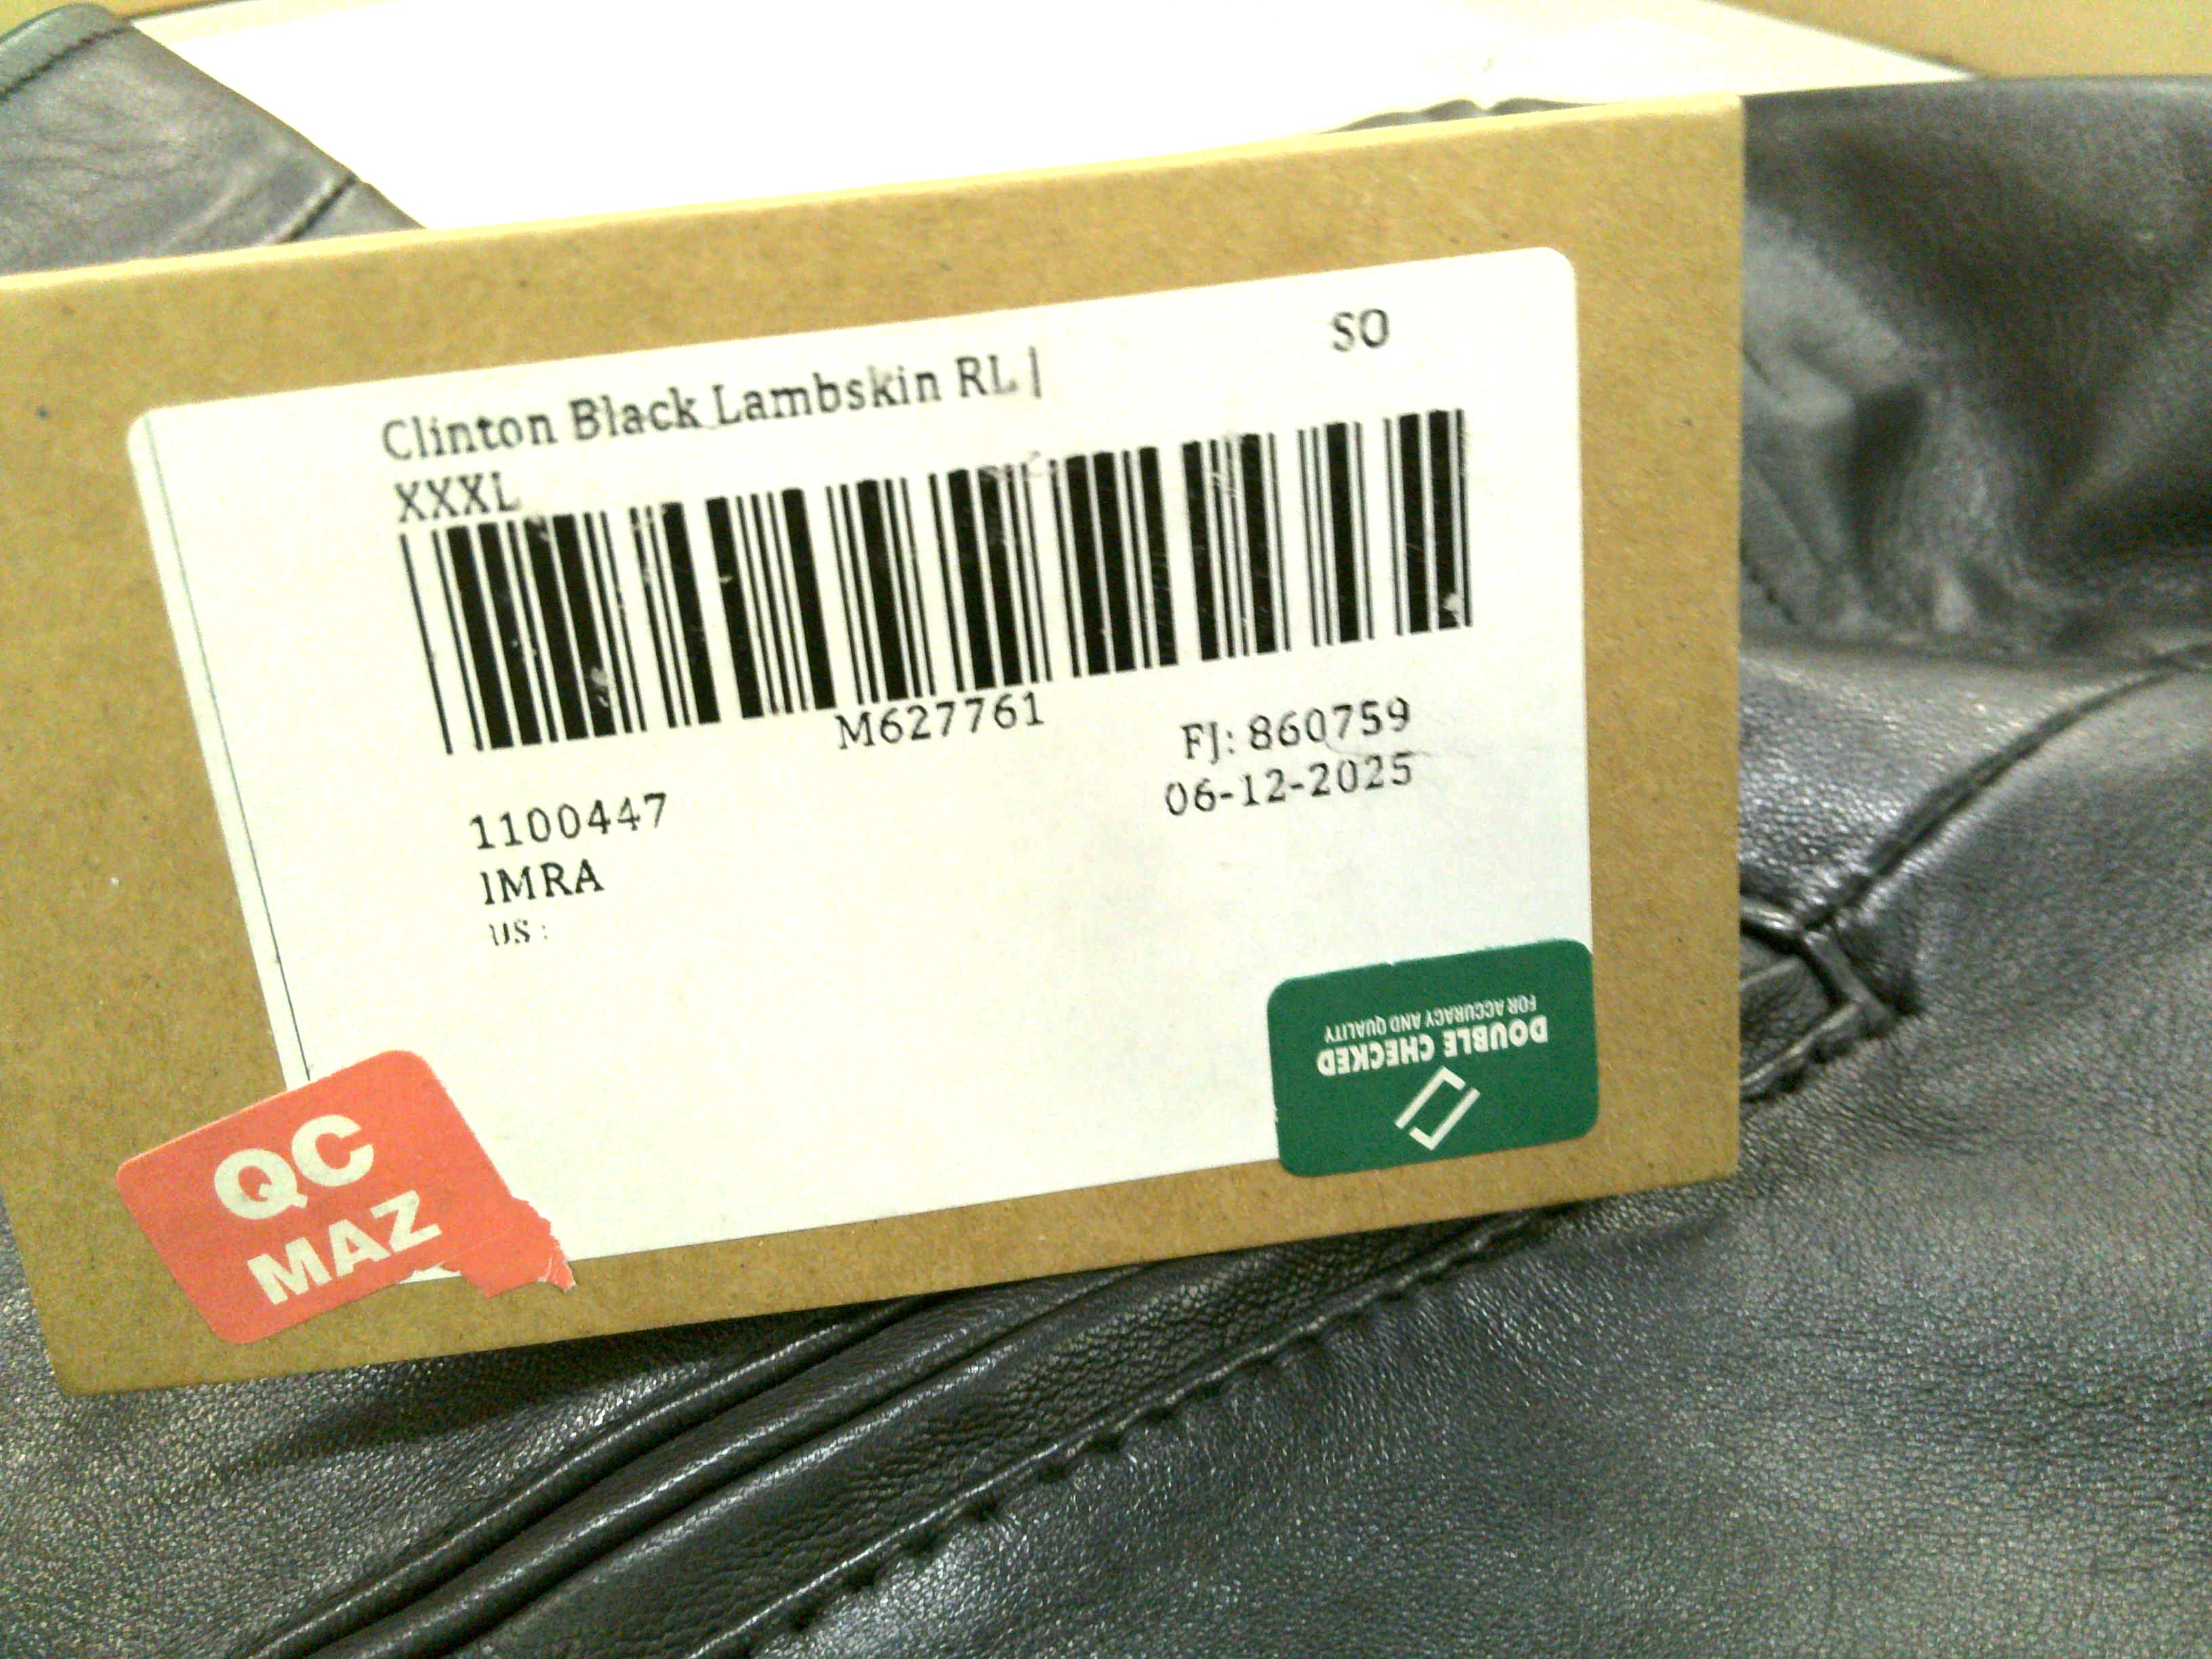 Clinton Black Lambskin RL |
SO
XXXL
M627761
FJ: 860759
06-12-2025
1100447
IMRA
US :
QC
MAZ
DOUBLE CHECKED
FOR ACCURACY AND QUALITY